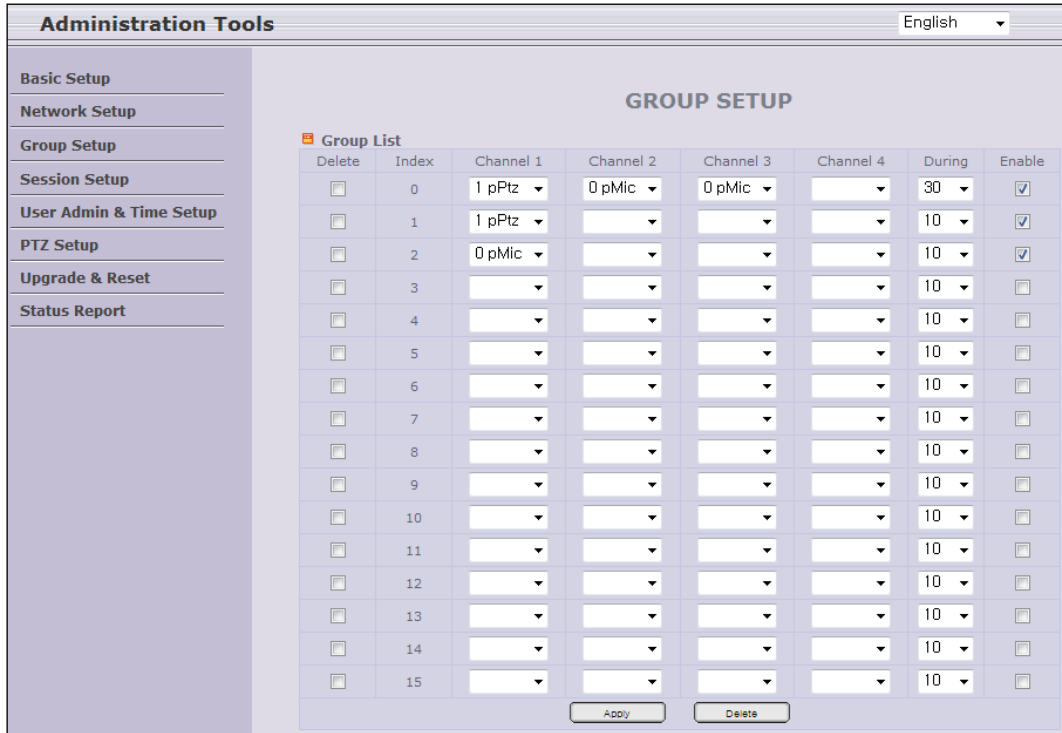 Administration Tools
English
Basic Setup
Network Setup
Group Setup
Session Setup
User Admin & Time Setup
PTZ Setup
Upgrade & Reset
Status Report
GROUP SETUP
Group List
Delete Index Channel 1 Channel 2 Channel 3 Channel 4 During Enable
0 1 pPtz 0 pMic 0 pMic 30
1 1 pPtz 10
2 0 pMic 10
3 10
4 10
5 10
6 10
7 10
8 10
9 10
10 10
11 10
12 10
13 10
14 10
15 10
Apply Delete